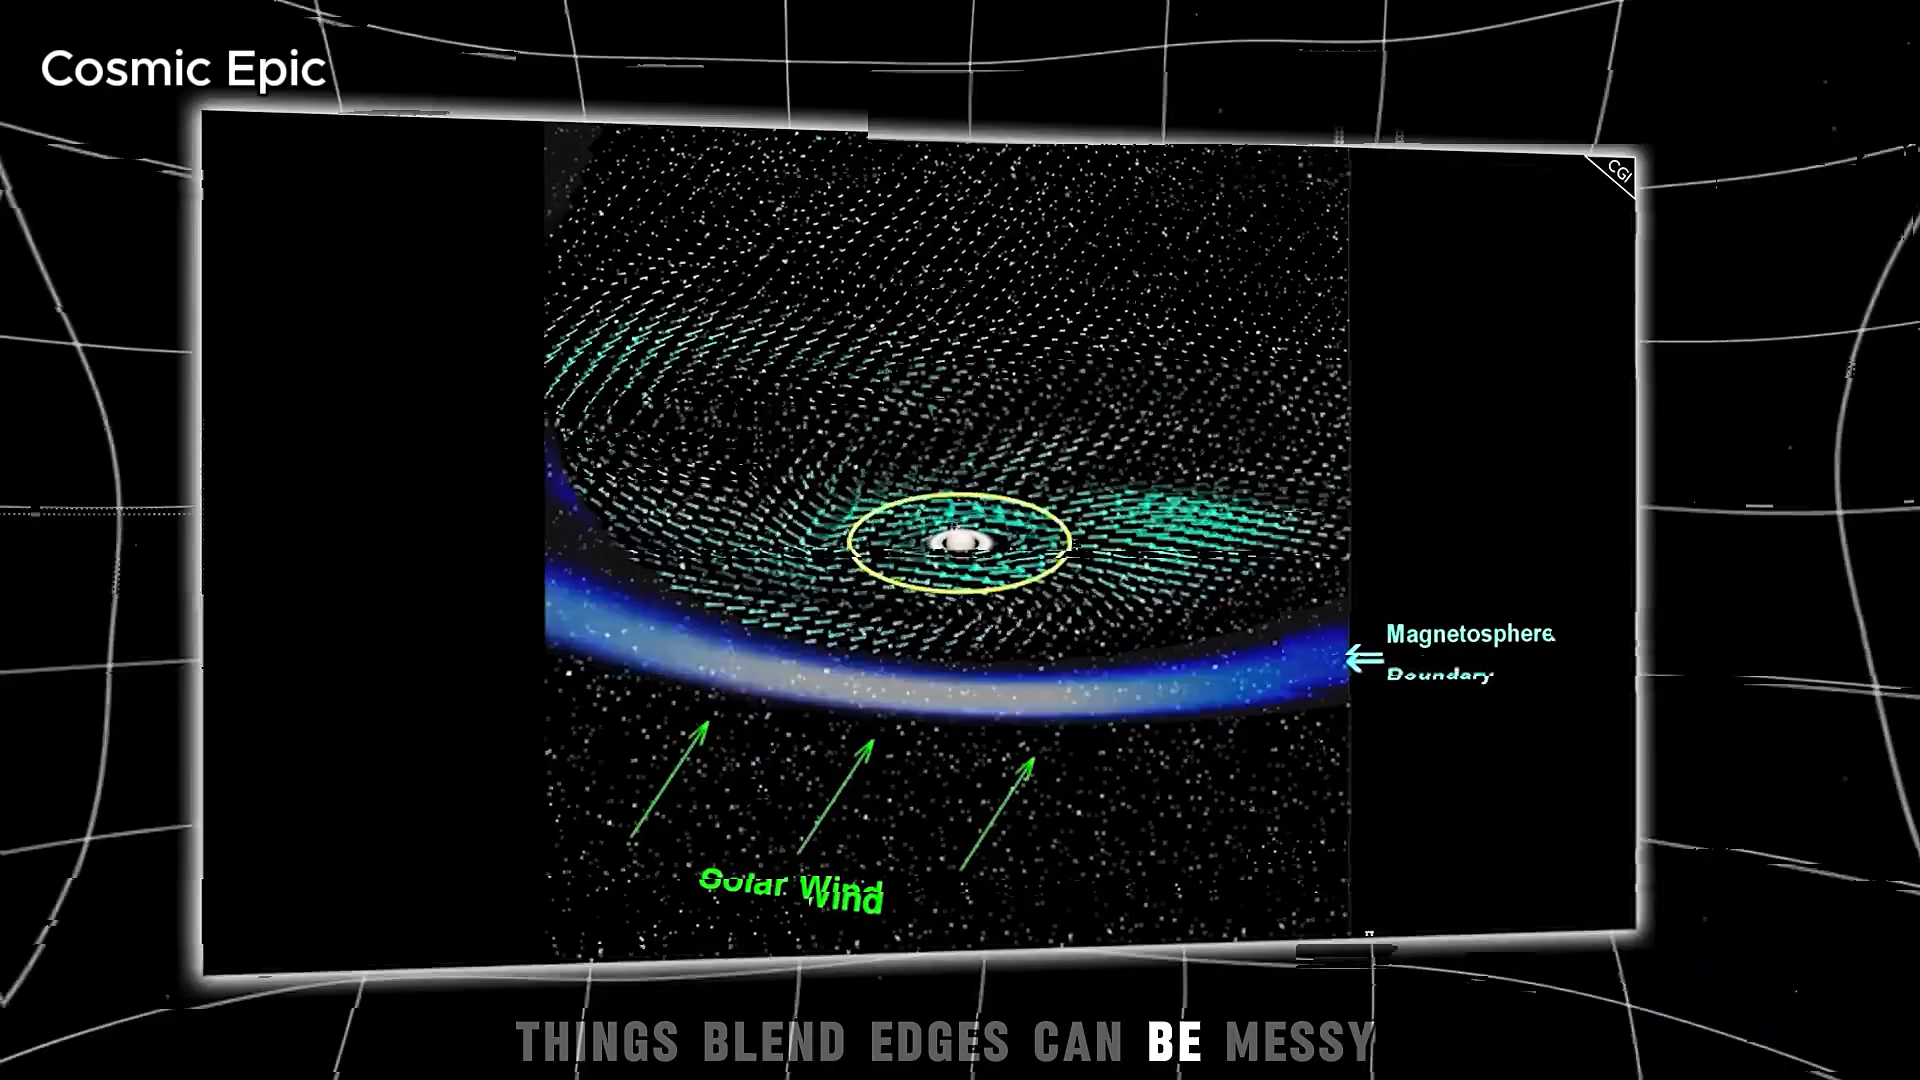 Cosmic Epic
CGI
Magnetosphere
Boundary
Solar Wind
THINGS BLEND EDGES CAN BE MESSY